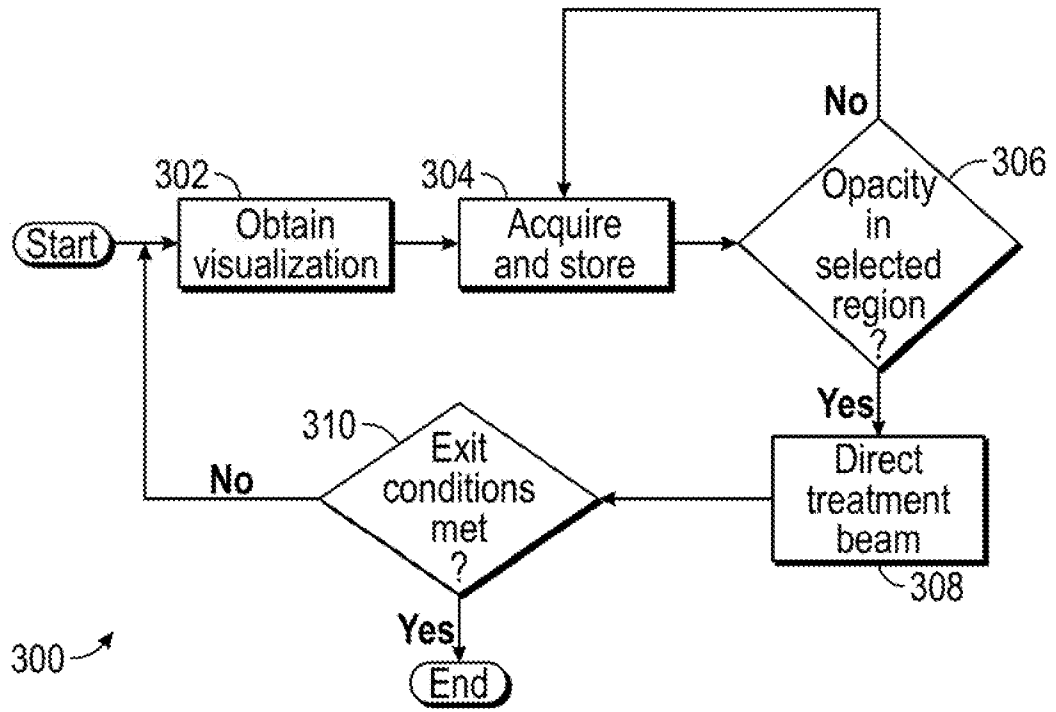 No
302
304
306
Start
Obtain
visualization
Acquire
and store
Opacity
in
selected
region
?
Yes
310
Exit
conditions
met
?
No
Direct
treatment
beam
308
Yes
300
End